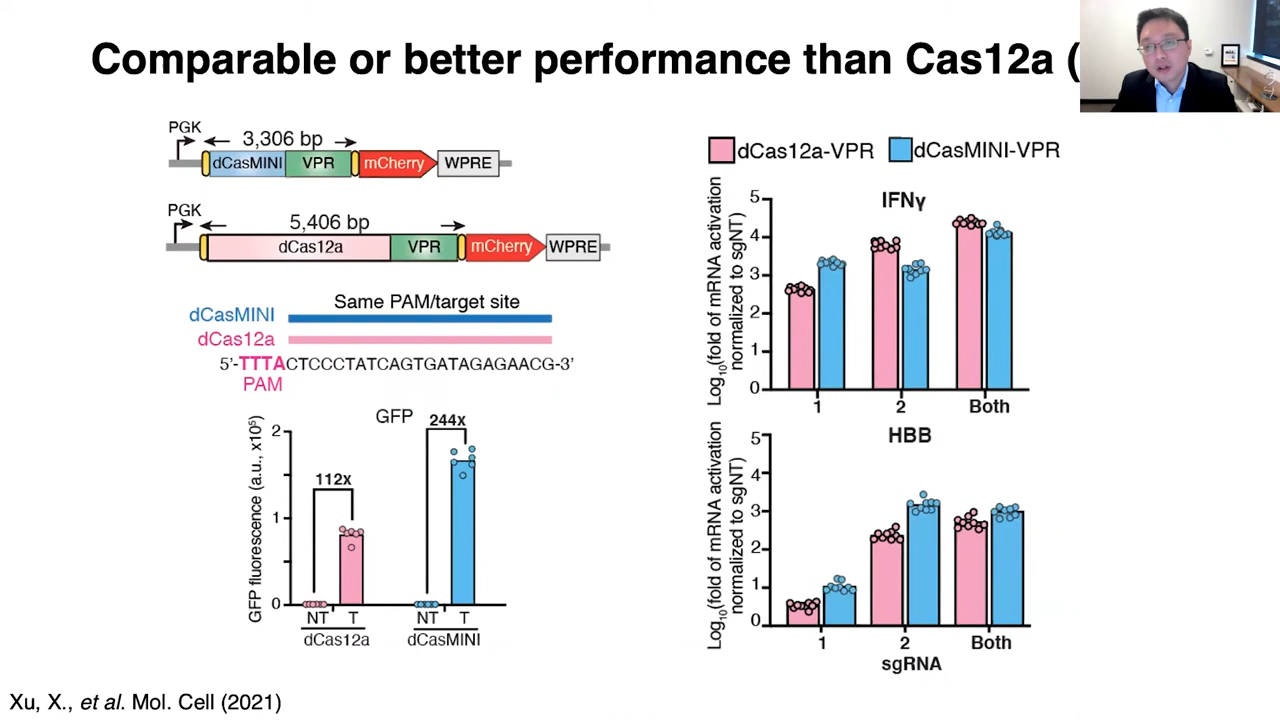 Comparable or better performance than Cas12a (
PGK
3,306 bp
dCasMINI VPR mCherry WPRE
PGK
5,406 bp
dCas12a VPR mCherry WPRE
Same PAM/target site
dCasMINI
dCas12a
5'-TTTACTCCCTATCAGTGATAGAGAACG-3'
PAM
GFP
GFP fluorescence (a.u., x10⁵)
2
1
0
112x
244x
NT T NT T
dCas12a dCasMINI
dCas12a-VPR dCasMINI-VPR
IFNγ
Log₁₀(fold of mRNA activation
normalized to sgNT)
5
4
3
2
1
0
1 2 Both
HBB
Log₁₀(fold of mRNA activation
normalized to sgNT)
5
4
3
2
1
0
1 2 Both
sgRNA
Xu, X., et al. Mol. Cell (2021)